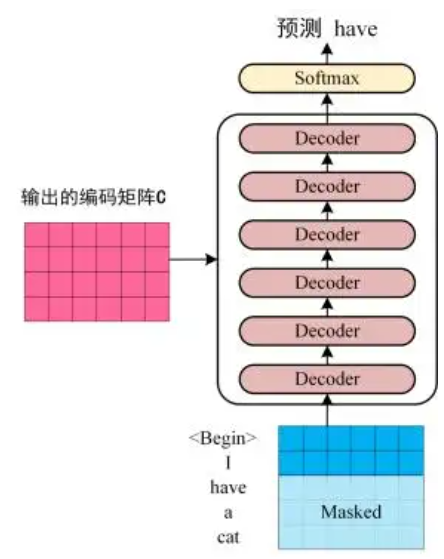 预测 have
Softmax
Decoder
Decoder
输出的编码矩阵C
Decoder
Decoder
Decoder
Decoder
<Begin>
I
have
a
cat
Masked